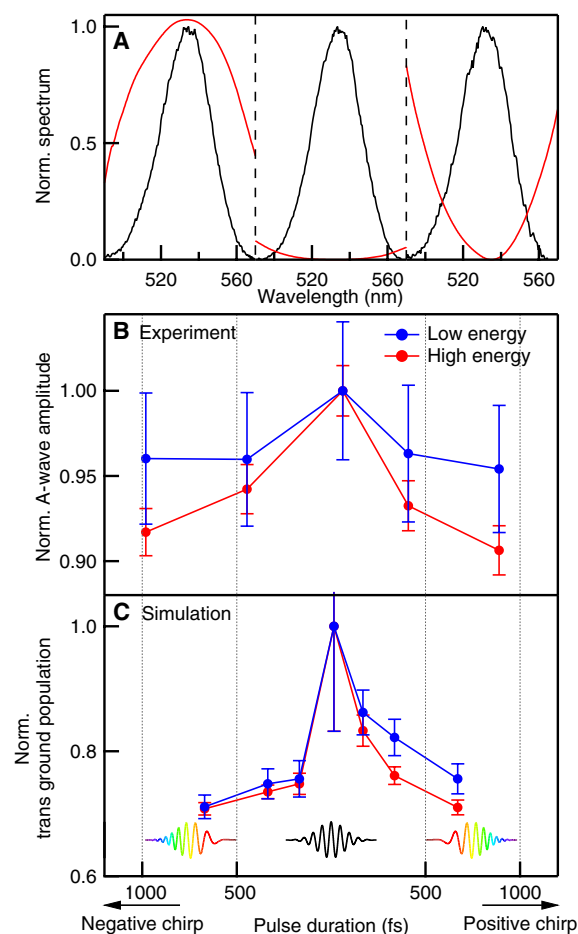 A
Norm. spectrum
1.0
0.5
0.0
520 560 520 560 520 560
Wavelength (nm)
B Experiment
Low energy
High energy
Norm. A-wave amplitude
1.00
0.95
0.90
C Simulation
Norm.
trans ground population
1.0
0.8
0.6
1000 500 500 1000
Negative chirp Pulse duration (fs) Positive chirp